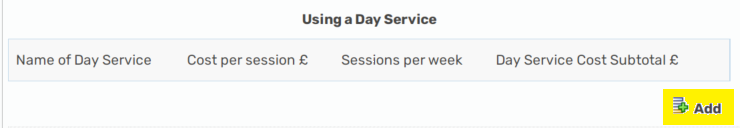 Using a Day Service
Name of Day Service Cost per session £ Sessions per week Day Service Cost Subtotal £
Add